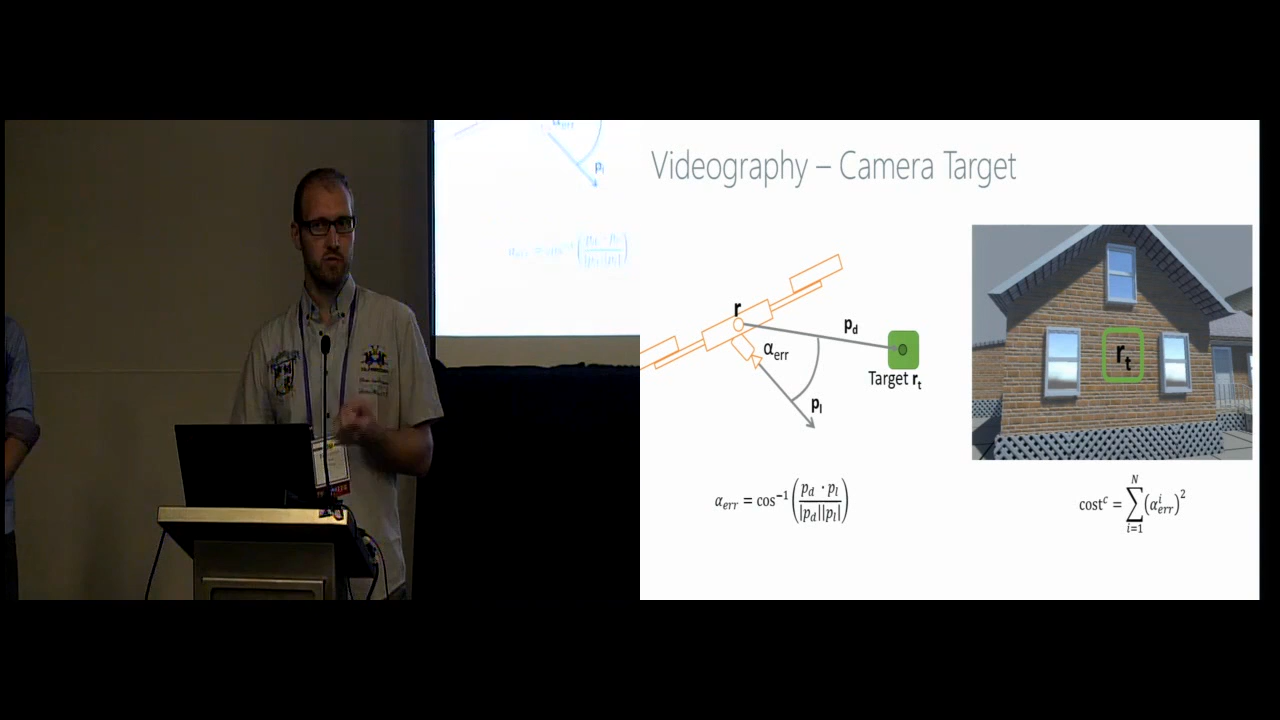 Videography – Camera Target
r
p_d
α_err
Target r_t
p_l
r_t
α_err = cos⁻¹ (p_d · p_l / |p_d||p_l|)
cost^c = ∑_{i=1}^{N} (α_err^i)²
p_l